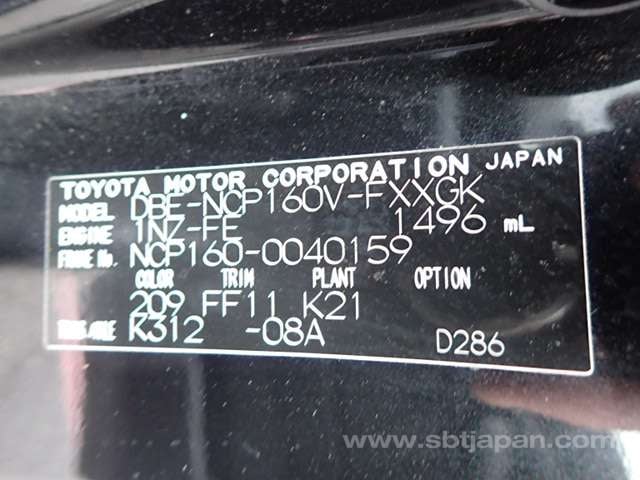 TOYOTA MOTOR CORPORATION JAPAN
MODEL DBE-NCP160V-FXXGK
ENGINE 1NZ-FE 1496 mL
FRAME No. NCP160-0040159
COLOR TRIM PLANT OPTION
209 FF11 K21
TRANS.AXLE K312 -08A D286
www.sbtjapan.com